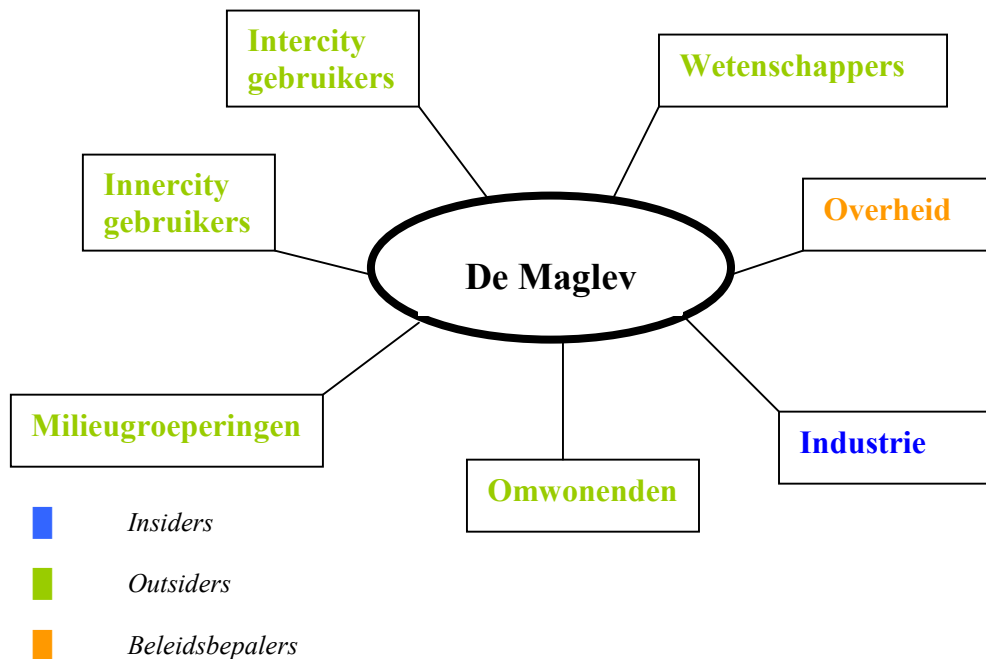 Intercity
gebruikers
Wetenschappers
Innercity
gebruikers
Overheid
De Maglev
Milieugroeperingen
Industrie
Omwonenden
Insiders
Outsiders
Beleidsbepalers